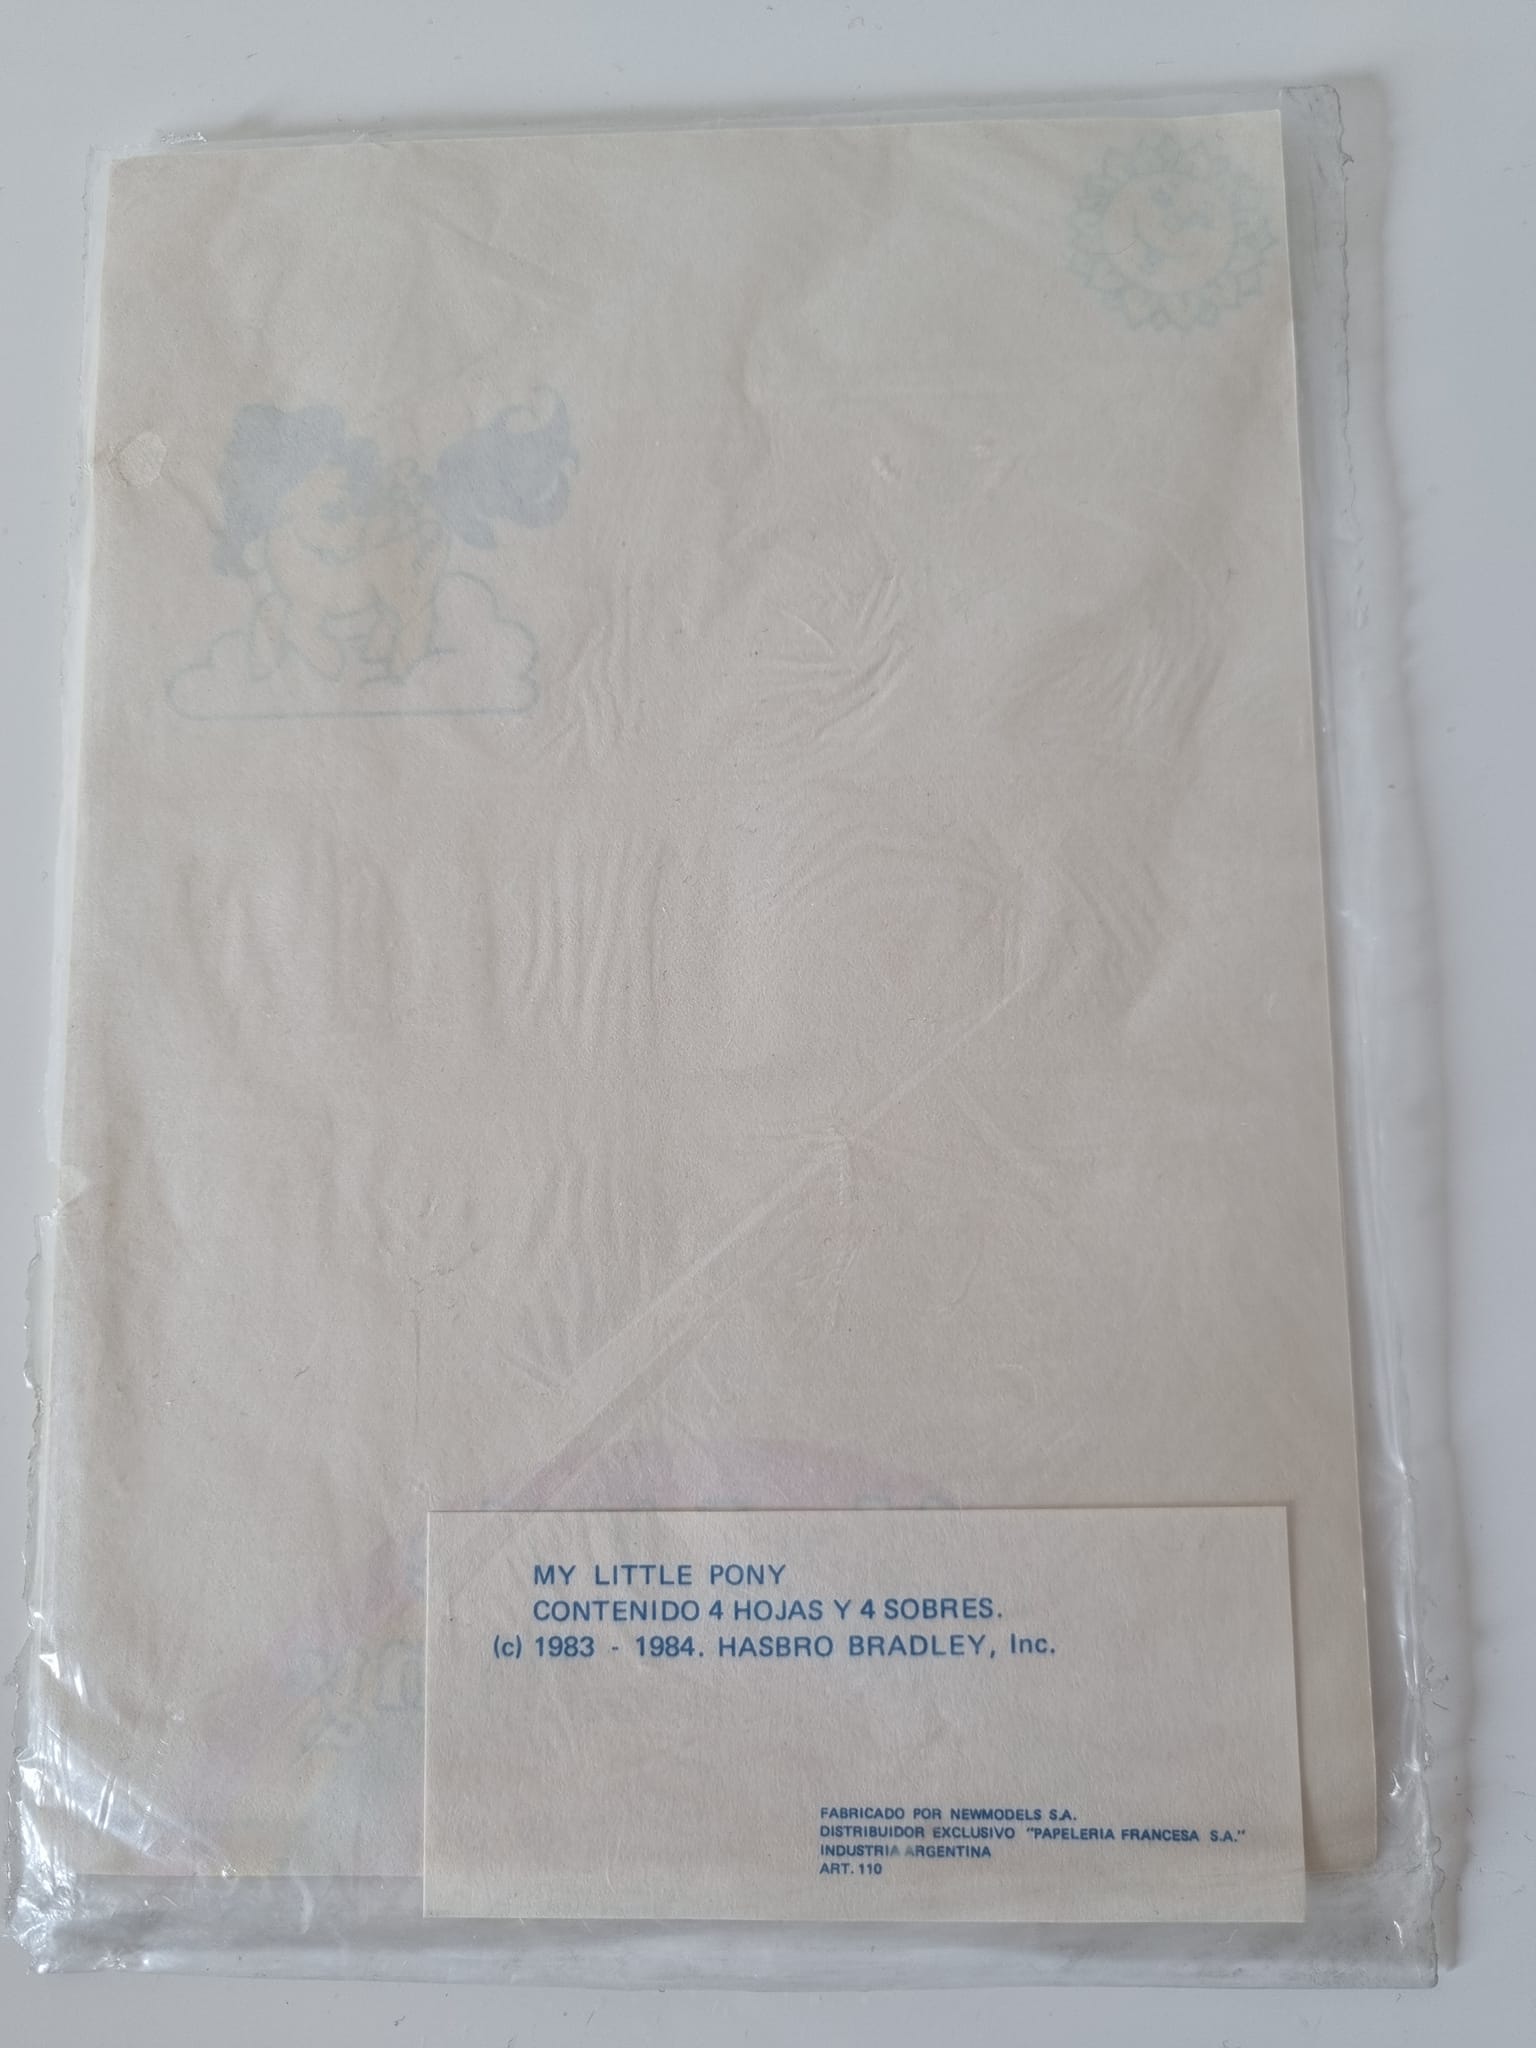 MY LITTLE PONY
CONTENIDO 4 HOJAS Y 4 SOBRES.
(c) 1983 - 1984. HASBRO BRADLEY, Inc.
FABRICADO POR NEWMODELS S.A.
DISTRIBUIDOR EXCLUSIVO "PAPELERIA FRANCESA S.A."
INDUSTRIA ARGENTINA
ART. 110